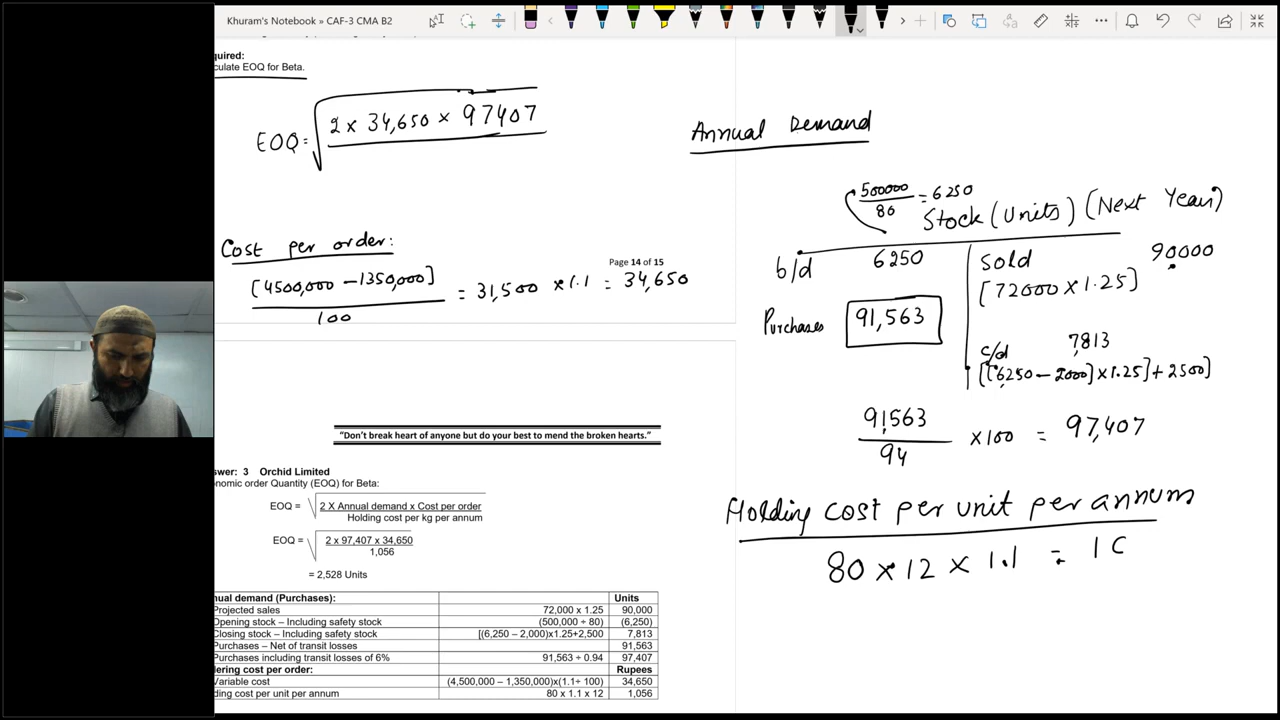 Khuram's Notebook » CAF-3 CMA B2
quired:
culate EOQ for Beta.
EOQ = √ 2 x 34,650 x 97407
Cost per order:
[4500,000 - 1350,000]
100
= 31,500 x 1.1 = 34,650
Page 14 of 15
Annual Demand
500000
80
= 6250
Stock (Units) (Next Year)
b/d 6250
Sold 90000
[72000 x 1.25]
Purchases 91,563
c/d 7813
[(6250 - 2000] x 1.25] + 2500]
91,563
94
x 100 = 97,407
Holding cost per unit per annum
80 x 12 x 1.1 = 10
"Don't break heart of anyone but do your best to mend the broken hearts."
swer: 3 Orchid Limited
nomic order Quantity (EOQ) for Beta:
EOQ = √ 2 X Annual demand x Cost per order
Holding cost per kg per annum
EOQ = √ 2 x 97,407 x 34,650
1,056
= 2,528 Units
nual demand (Purchases): Units
Projected sales 72,000 x 1.25 90,000
Opening stock – Including safety stock (500,000 ÷ 80) (6,250)
Closing stock – Including safety stock [(6,250 – 2,000)x1.25+2,500 7,813
Purchases – Net of transit losses 91,563
Purchases including transit losses of 6% 91,563 ÷ 0.94 97,407
lering cost per order: Rupees
Variable cost (4,500,000 – 1,350,000)x(1.1÷ 100) 34,650
ding cost per unit per annum 80 x 1.1 x 12 1,056